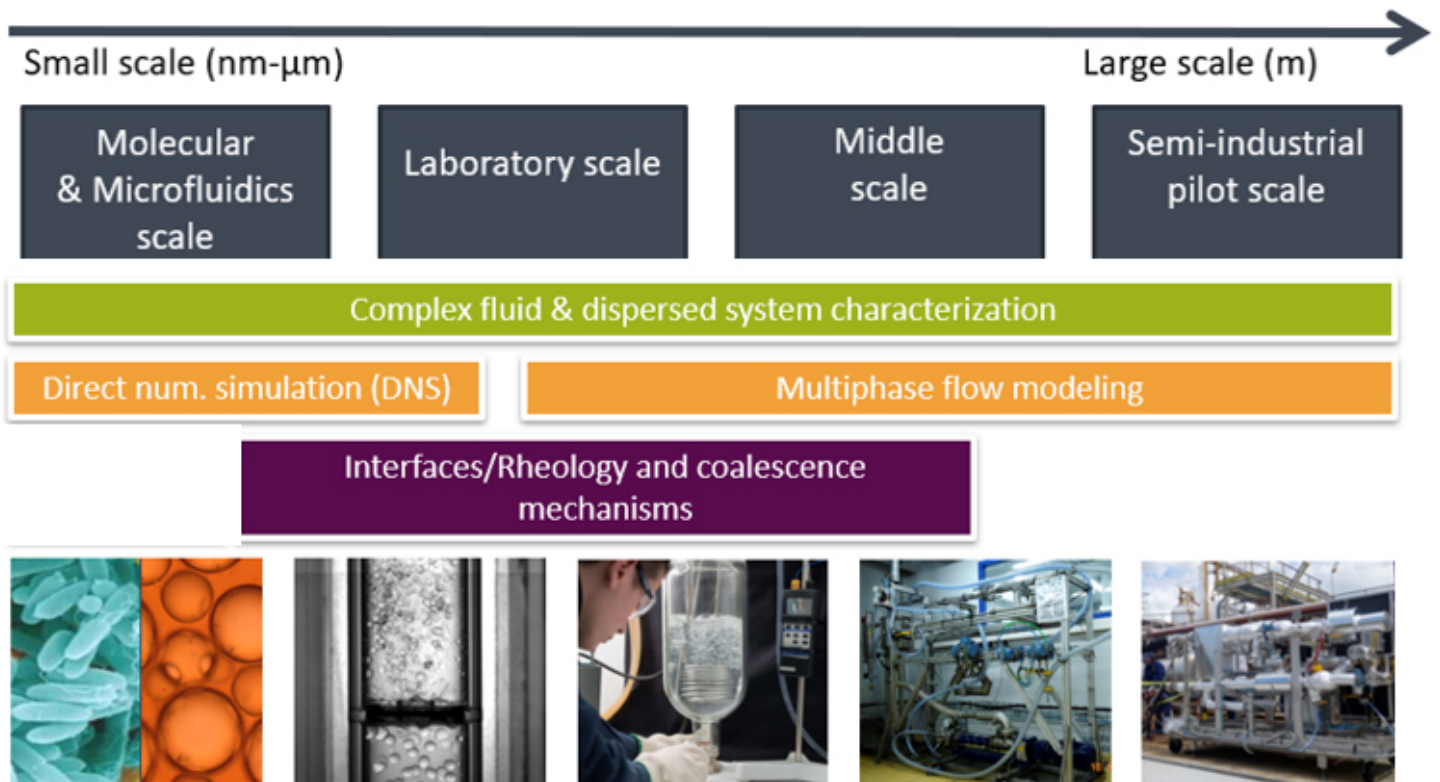 Small scale (nm-µm)
Large scale (m)
Molecular
& Microfluidics
scale
Laboratory scale
Middle
scale
Semi-industrial
pilot scale
Complex fluid & dispersed system characterization
Direct num. simulation (DNS)
Multiphase flow modeling
Interfaces/Rheology and coalescence
mechanisms